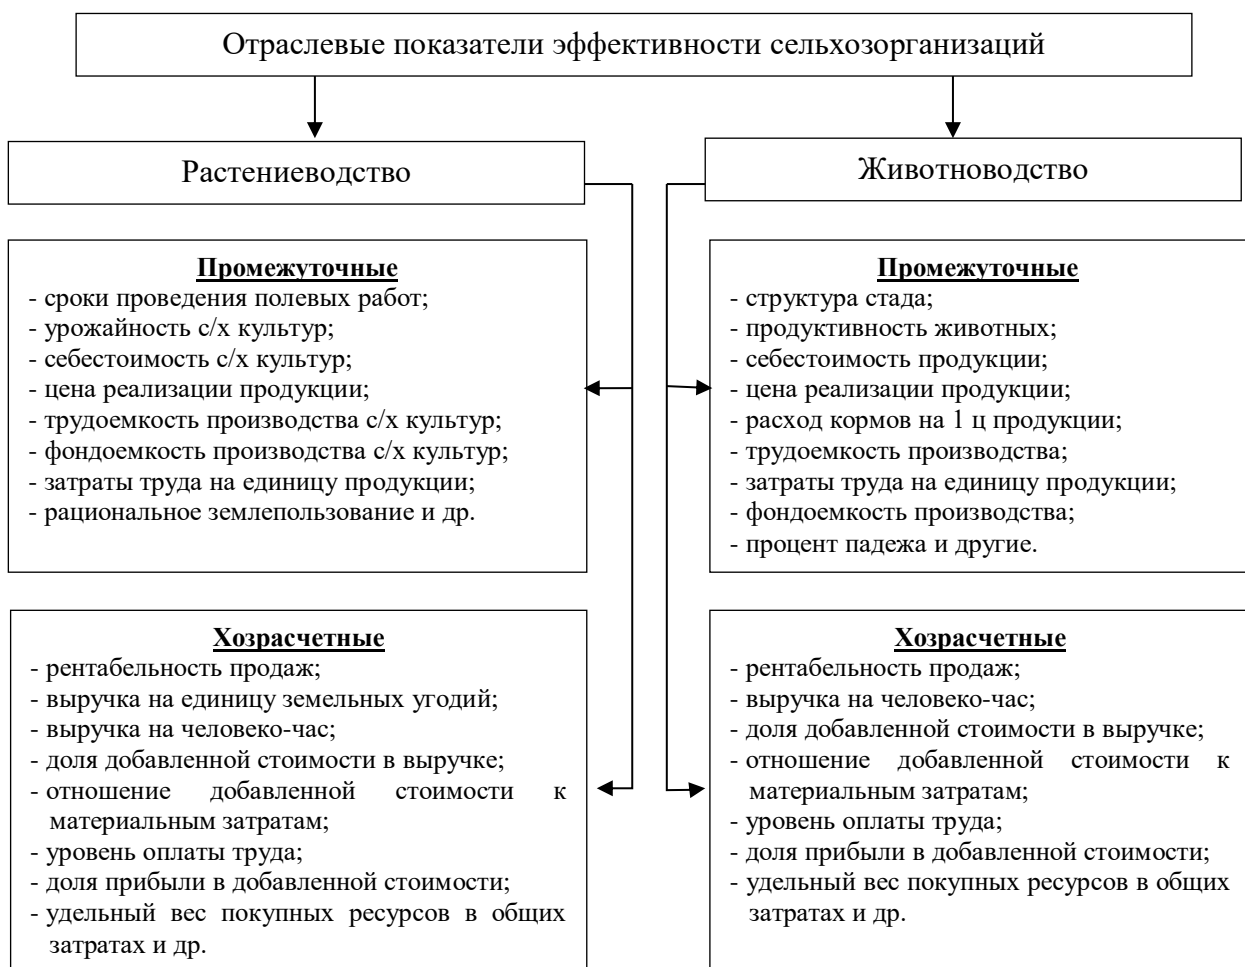 Отраслевые показатели эффективности сельхозорганизаций
Растениеводство
Животноводство
Промежуточные
- сроки проведения полевых работ;
- урожайность с/х культур;
- себестоимость с/х культур;
- цена реализации продукции;
- трудоемкость производства с/х культур;
- фондоемкость производства с/х культур;
- затраты труда на единицу продукции;
- рациональное землепользование и др.
Промежуточные
- структура стада;
- продуктивность животных;
- себестоимость продукции;
- цена реализации продукции;
- расход кормов на 1 ц продукции;
- трудоемкость производства;
- затраты труда на единицу продукции;
- фондоемкость производства;
- процент падежа и другие.
Хозрасчетные
- рентабельность продаж;
- выручка на единицу земельных угодий;
- выручка на человеко-час;
- доля добавленной стоимости в выручке;
- отношение добавленной стоимости к
материальным затратам;
- уровень оплаты труда;
- доля прибыли в добавленной стоимости;
- удельный вес покупных ресурсов в общих
затратах и др.
Хозрасчетные
- рентабельность продаж;
- выручка на человеко-час;
- доля добавленной стоимости в выручке;
- отношение добавленной стоимости к
материальным затратам;
- уровень оплаты труда;
- доля прибыли в добавленной стоимости;
- удельный вес покупных ресурсов в общих
затратах и др.